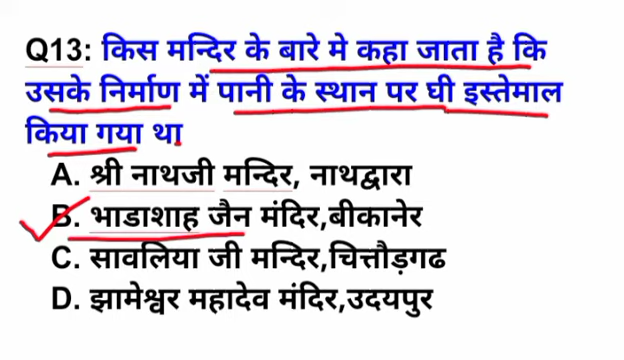 Q13: किस मन्दिर के बारे मे कहा जाता है कि
उसके निर्माण में पानी के स्थान पर घी इस्तेमाल
किया गया था
A. श्री नाथजी मन्दिर, नाथद्वारा
B. भाडाशाह जैन मंदिर,बीकानेर
C. सावलिया जी मन्दिर,चित्तौड़गढ
D. झामेश्वर महादेव मंदिर,उदयपुर